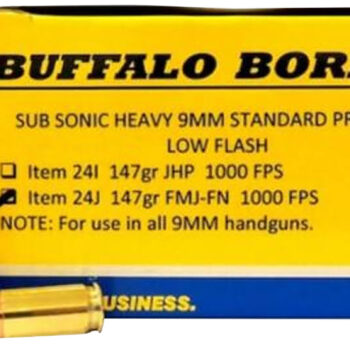 BUFFALO BOR
SUB SONIC HEAVY 9MM STANDARD PR
LOW FLASH
Item 24I 147gr JHP 1000 FPS
Item 24J 147gr FMJ-FN 1000 FPS
NOTE: For use in all 9MM handguns.
USINESS.